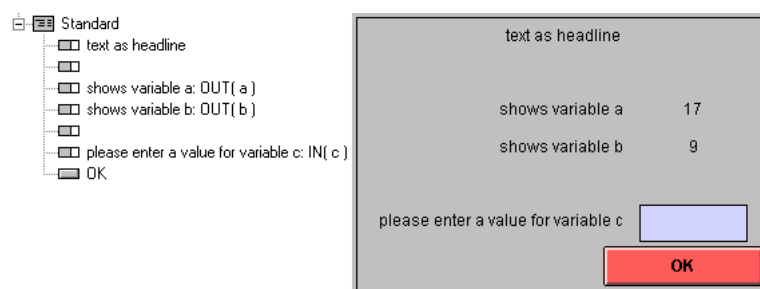 Standard
text as headline
shows variable a: OUT( a )
shows variable b: OUT( b )
please enter a value for variable c: IN( c )
OK
text as headline
shows variable a 17
shows variable b 9
please enter a value for variable c
OK